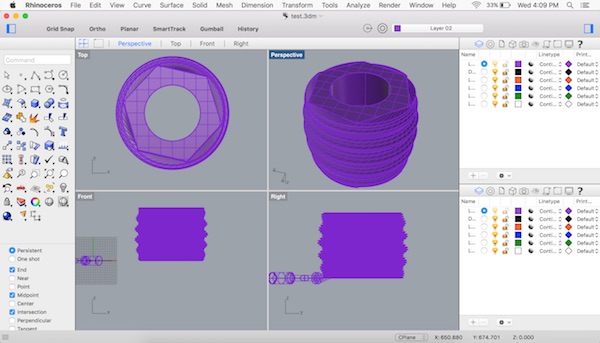 Rhinoceros File Edit View Curve Surface Solid Mesh Dimension Transform Tools Analyze Render Window Help 33% Wed 4:09 PM
test.3dm
Grid Snap Ortho Planar SmartTrack Gumball History Layer 02
Perspective Top Front Right
Command
Top
Perspective
Front
Right
Name Linetype Print...
L... Conti... Default
D... Conti... Default
L... Conti... Default
L... Conti... Default
L... Conti... Default
L... Conti... Default
Name Linetype Print...
L... Conti... Default
D... Conti... Default
L... Conti... Default
L... Conti... Default
L... Conti... Default
L... Conti... Default
Persistent
One shot
End
Near
Point
Midpoint
Center
Intersection
Perpendicular
Tangent
CPlane X: 650.880 Y: 674.701 Z: 0.000